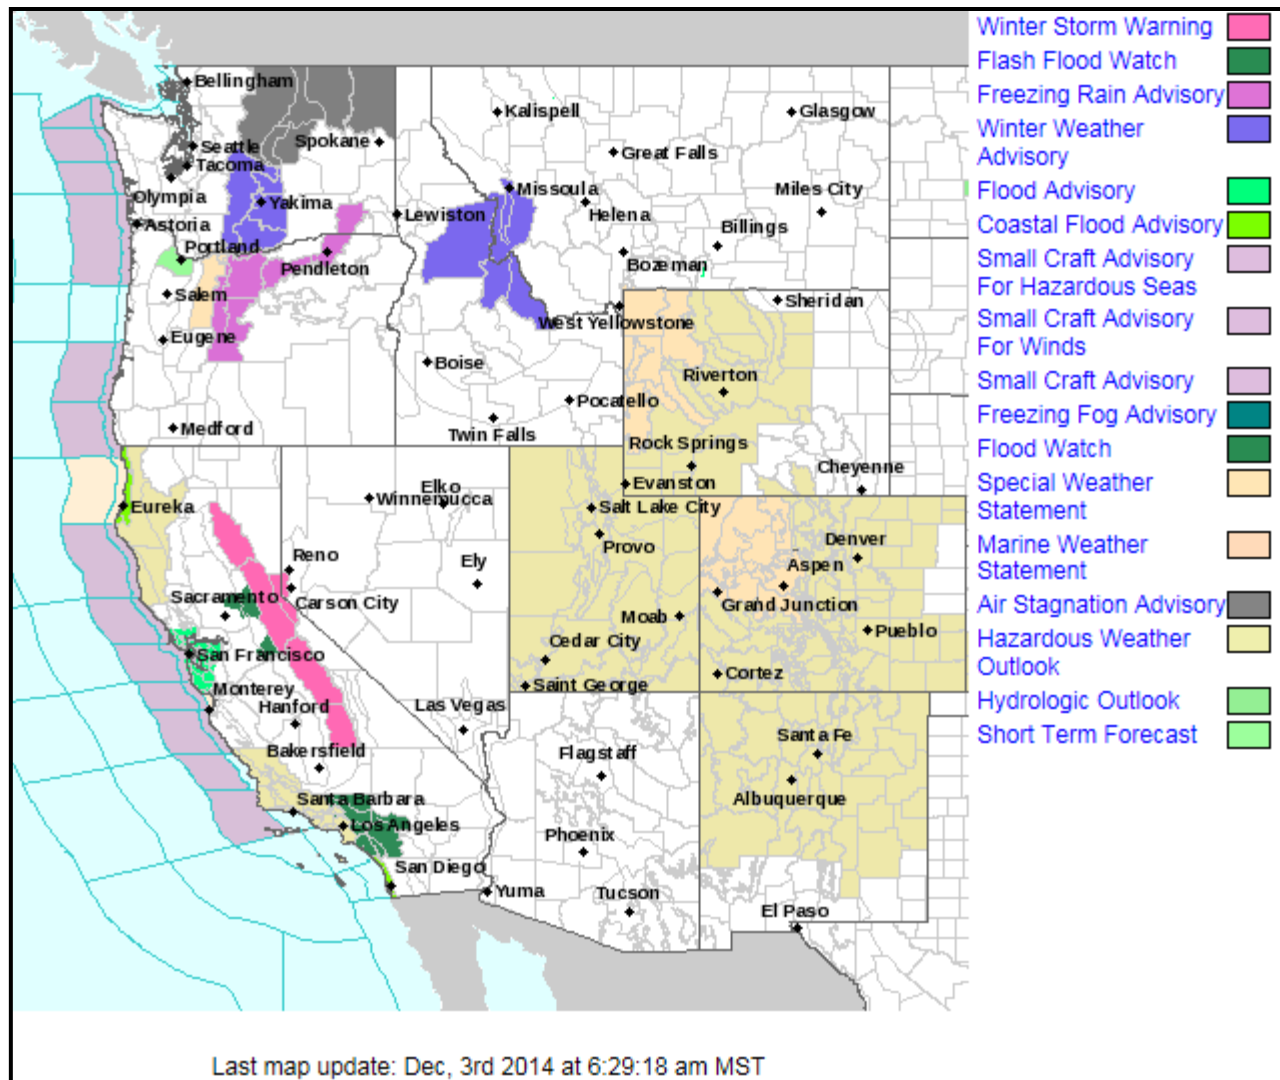 Winter Storm Warning
Flash Flood Watch
Freezing Rain Advisory
Winter Weather
Advisory
Flood Advisory
Coastal Flood Advisory
Small Craft Advisory
For Hazardous Seas
Small Craft Advisory
For Winds
Small Craft Advisory
Freezing Fog Advisory
Flood Watch
Special Weather
Statement
Marine Weather
Statement
Air Stagnation Advisory
Hazardous Weather
Outlook
Hydrologic Outlook
Short Term Forecast
Bellingham
Kalispell
Glasgow
Seattle
Spokane
Great Falls
Tacoma
Olympia
Yakima
Missoula
Miles City
Astoria
Lewiston
Helena
Billings
Portland
Pendleton
Bozeman
Salem
Sheridan
West Yellowstone
Eugene
Boise
Riverton
Pocatello
Medford
Twin Falls
Rock Springs
Cheyenne
Elko
Evanston
Winnemucca
Eureka
Salt Lake City
Provo
Denver
Reno
Ely
Aspen
Sacramento
Carson City
Grand Junction
Moab
Pueblo
Cedar City
San Francisco
Cortez
Saint George
Monterey
Hanford
Las Vegas
Santa Fe
Bakersfield
Flagstaff
Santa Barbara
Albuquerque
Los Angeles
Phoenix
San Diego
Yuma
Tucson
El Paso
Last map update: Dec, 3rd 2014 at 6:29:18 am MST